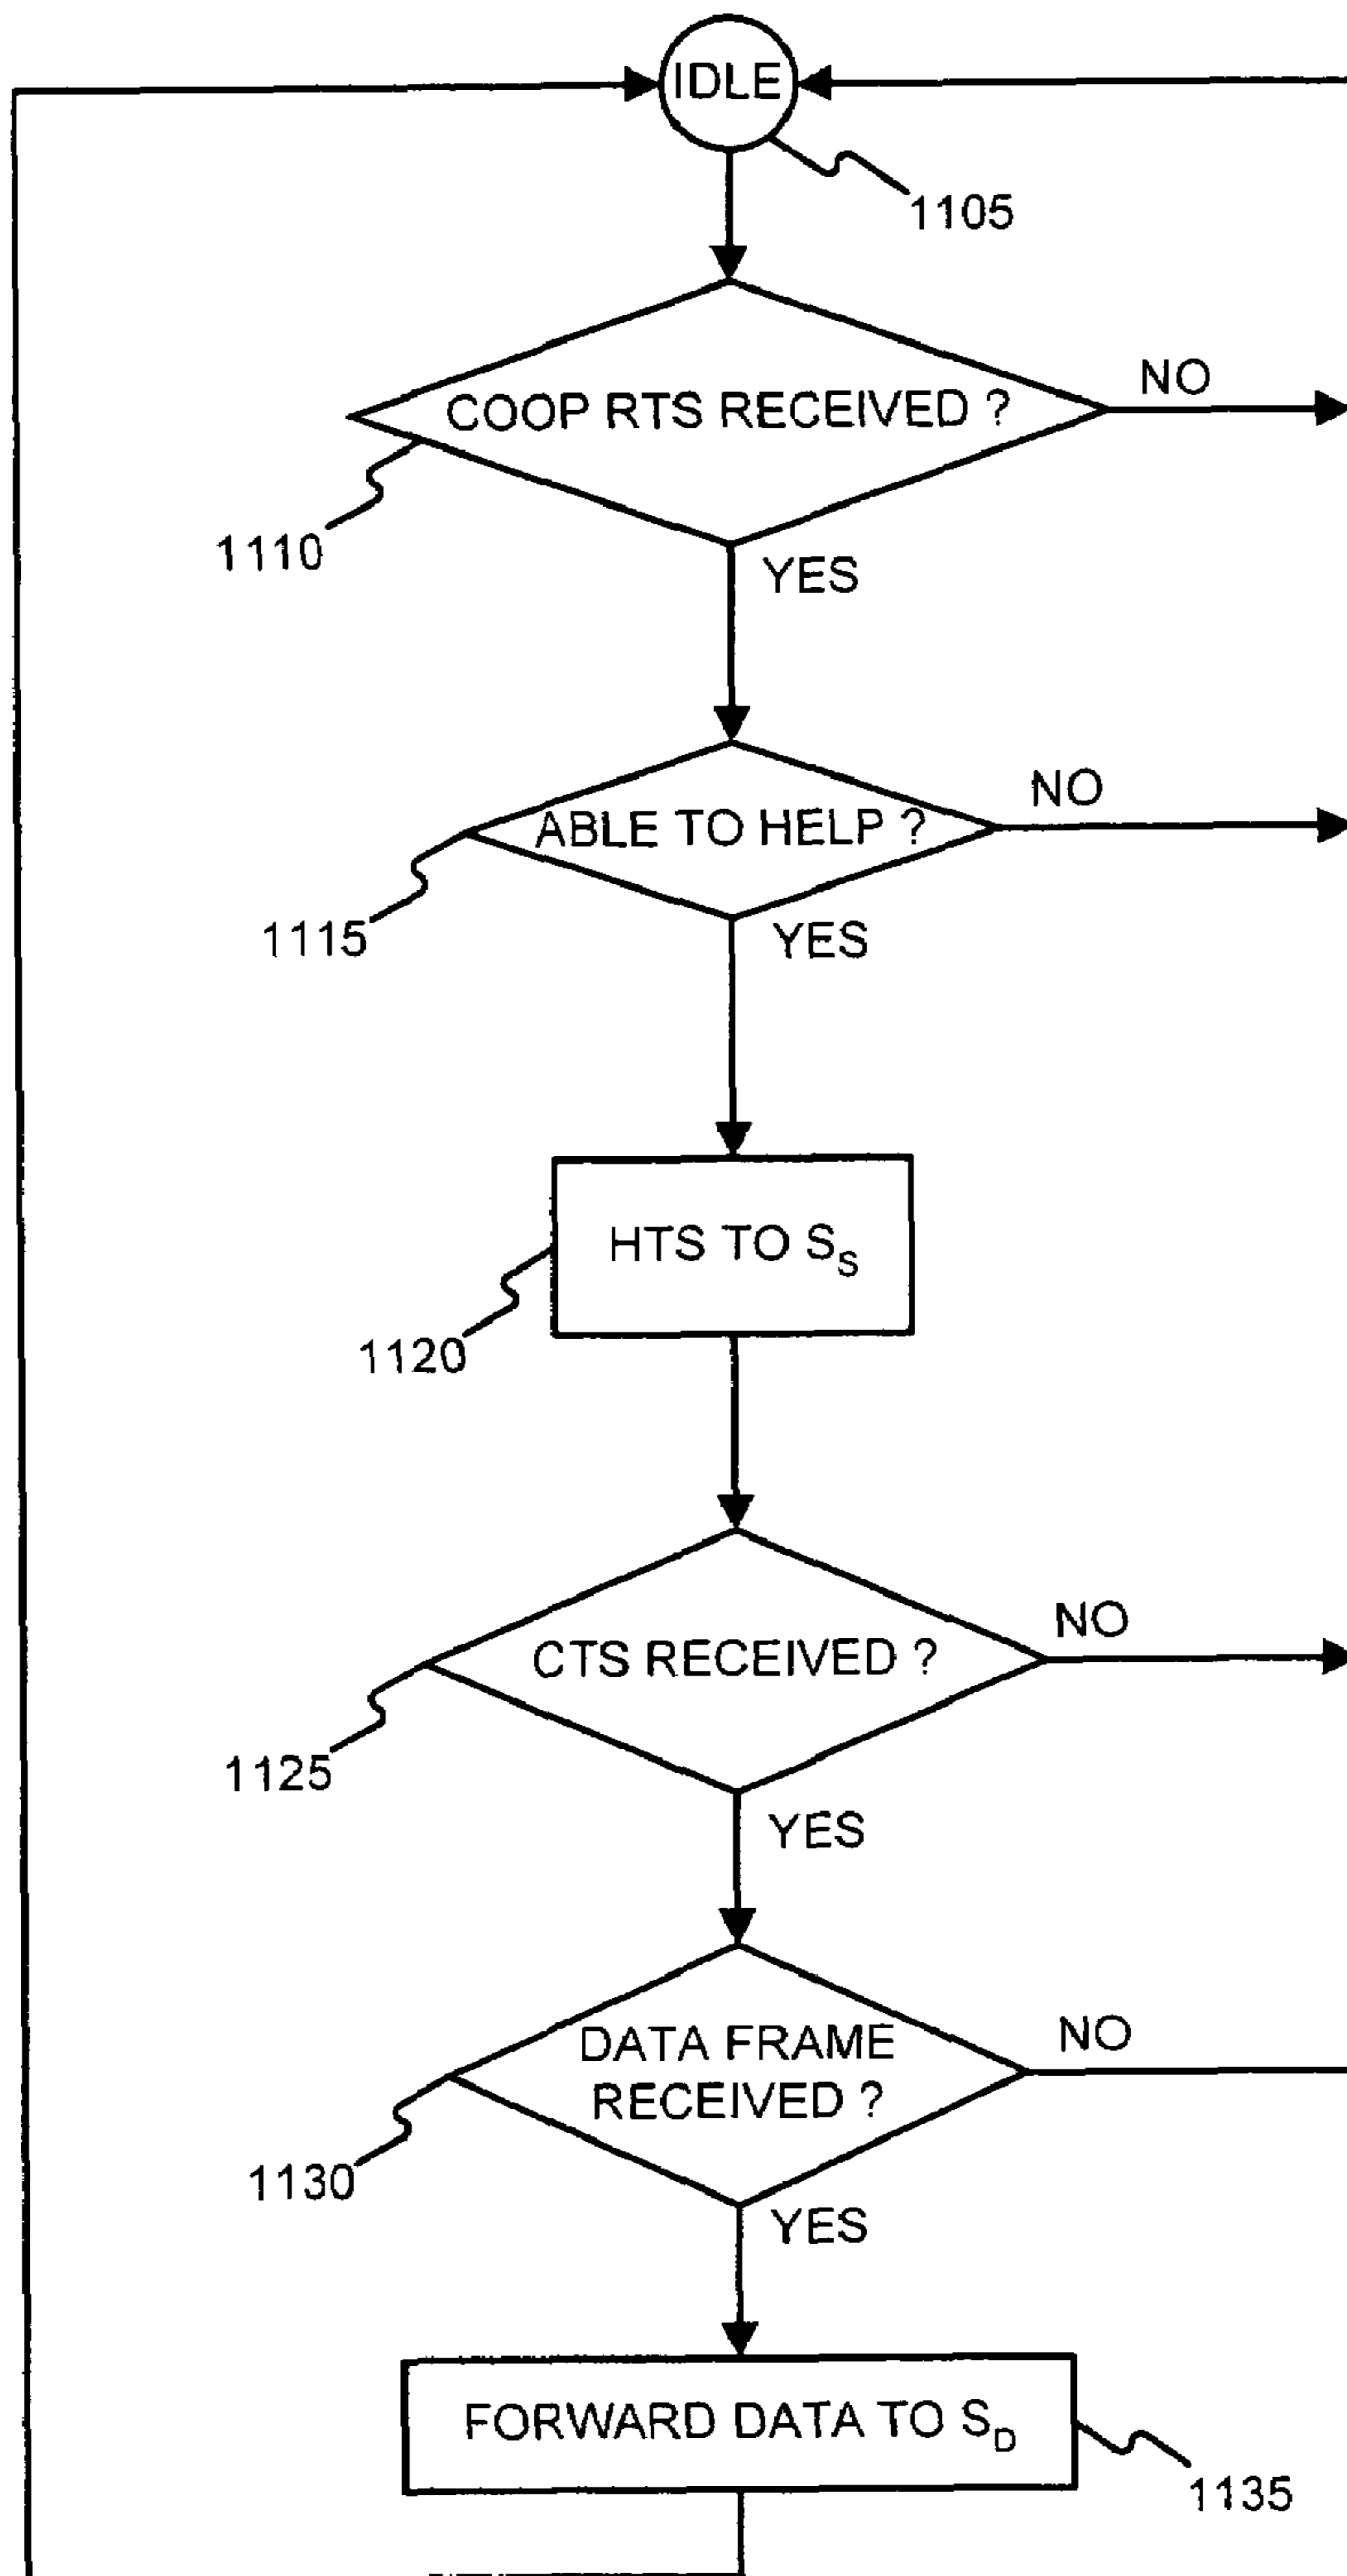 IDLE
1105
COOP RTS RECEIVED ?
NO
1110
YES
ABLE TO HELP ?
NO
1115
YES
HTS TO S_S
1120
CTS RECEIVED ?
NO
1125
YES
DATA FRAME
RECEIVED ?
NO
1130
YES
FORWARD DATA TO S_D
1135